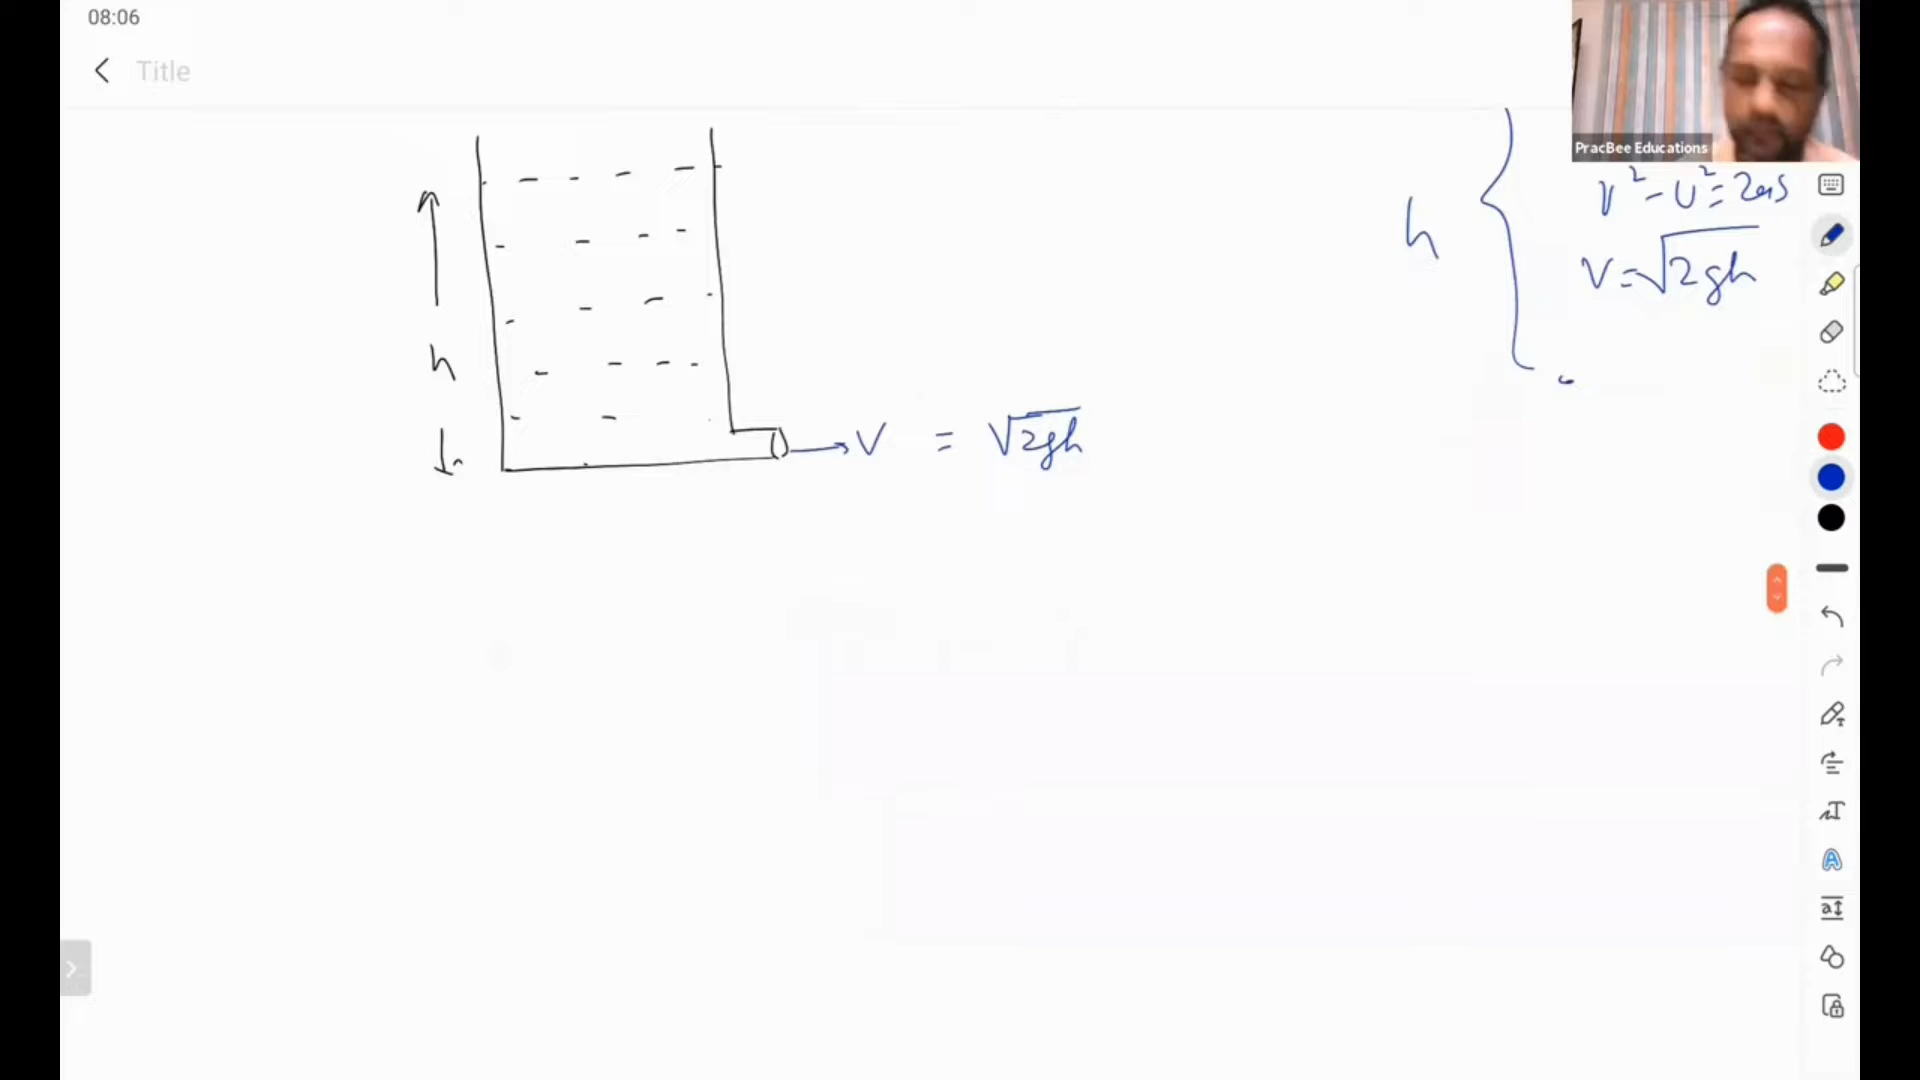 08:06
Title
PracBee Educations
V² - U² = 2as
h
V = √2gh
h
V = √2gh